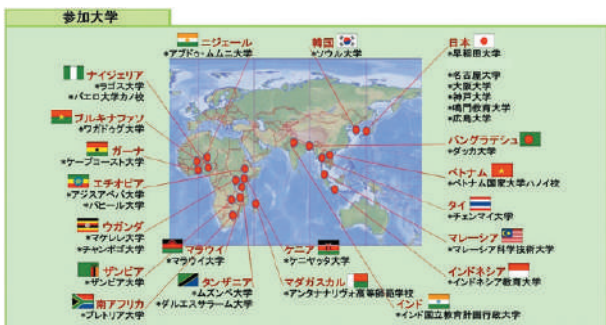 参加大学
ニジェール
*アブドゥームムニ大学
韓国
*ソウル大学
日本
*早稲田大学
*名古屋大学
*大阪大学
*神戸大学
*鳴門教育大学
*広島大学
ナイジェリア
*ラゴス大学
*バエロ大学カノ校
ブルキナファソ
*ワガドゥグ大学
ガーナ
*ケープコースト大学
エチオピア
*アジスアベバ大学
*バヒール大学
ウガンダ
*マケレレ大学
*チャンボゴ大学
ザンビア
*ザンビア大学
南アフリカ
*プレトリア大学
マラウイ
*マラウイ大学
タンザニア
*ムズンベ大学
*ダルエスサラーム大学
ケニア
*ケニヤッタ大学
マダガスカル
*アンタナナリヴォ高等師範学校
インド
*インド国立教育計画行政大学
バングラデシュ
*ダッカ大学
ベトナム
*ベトナム国家大学ハノイ校
タイ
*チェンマイ大学
マレーシア
*マレーシア科学技術大学
インドネシア
*インドネシア教育大学